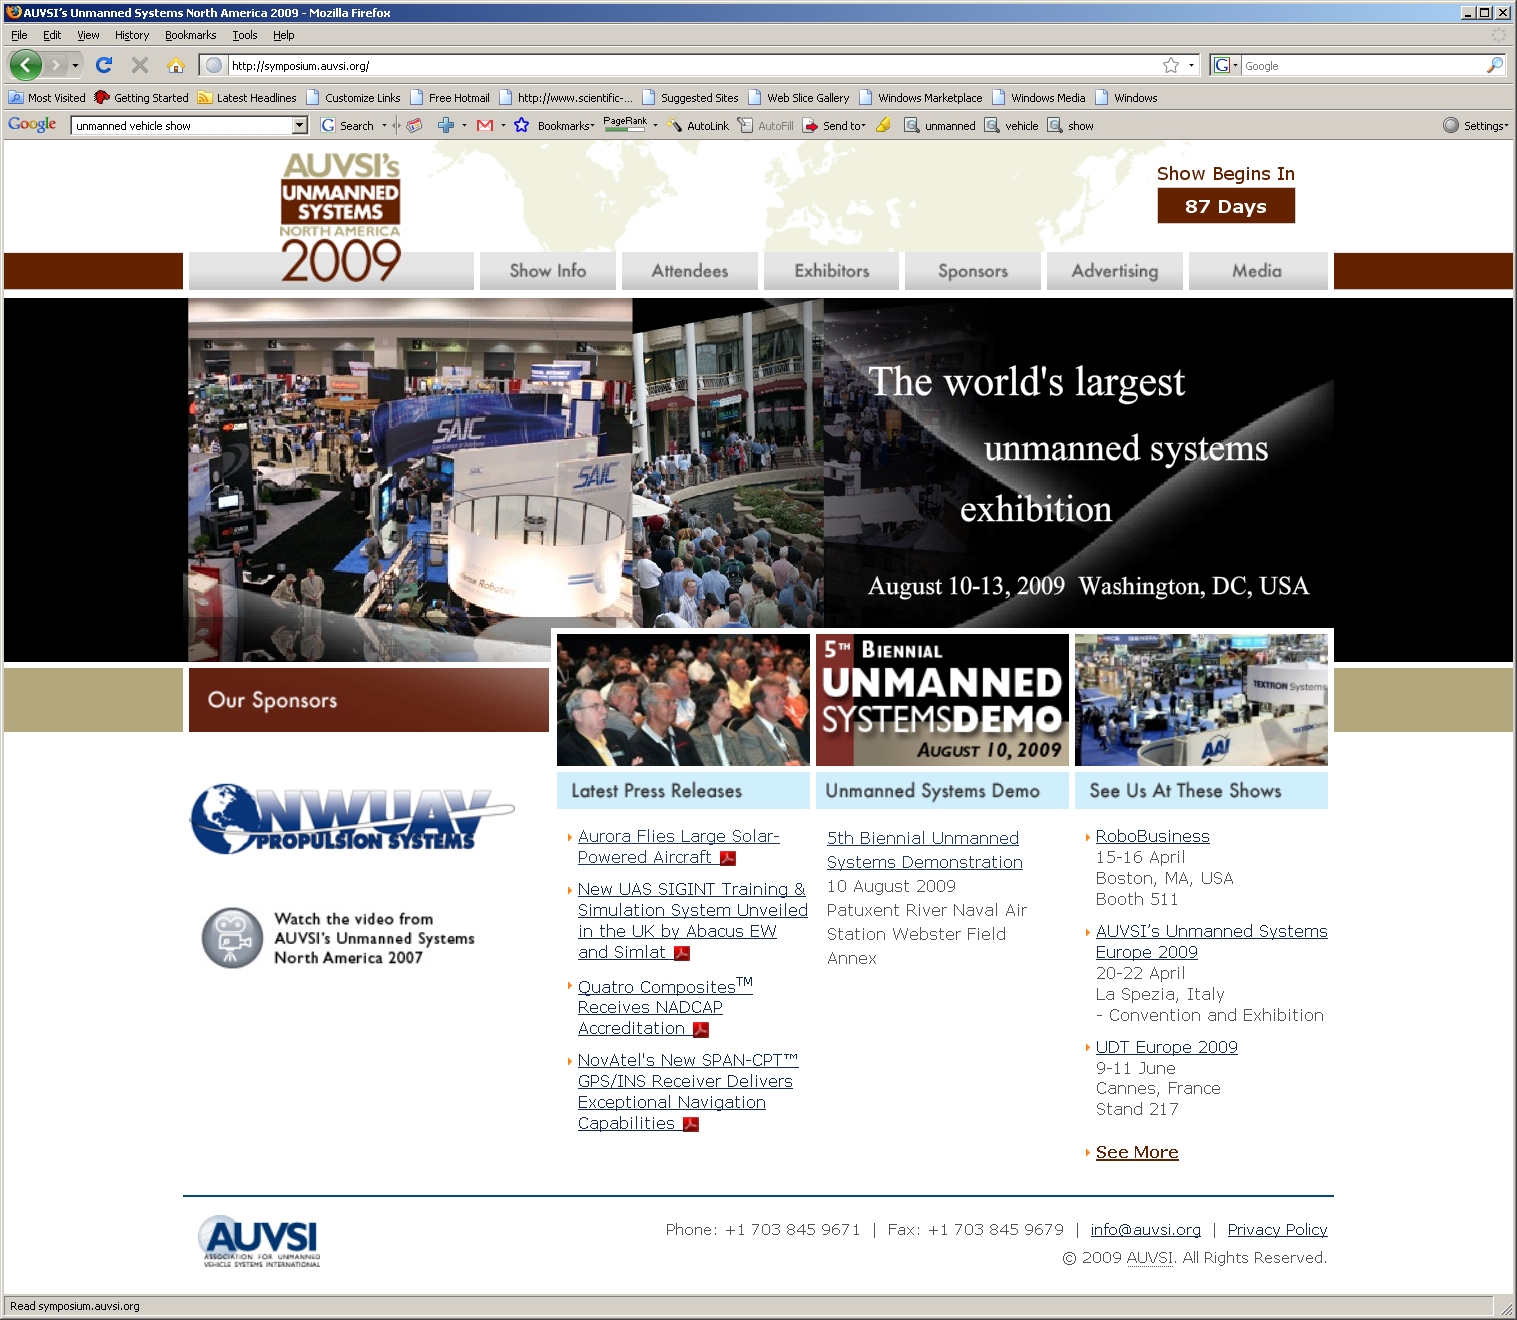 AUVSI's Unmanned Systems North America 2009 - Mozilla Firefox
File Edit View History Bookmarks Tools Help
http://symposium.auvsi.org/
Google
Most Visited Getting Started Latest Headlines Customize Links Free Hotmail http://www.scientific-... Suggested Sites Web Slice Gallery Windows Marketplace Windows Media Windows
Google unmanned vehicle show Search Bookmarks PageRank AutoLink AutoFill Send to unmanned vehicle show Settings
AUVSI's
UNMANNED
SYSTEMS
NORTH AMERICA
2009
Show Begins In
87 Days
Show Info Attendees Exhibitors Sponsors Advertising Media
SAIC
SAIC
SAIC
The world's largest
unmanned systems
exhibition
August 10-13, 2009 Washington, DC, USA
Our Sponsors
5TH BIENNIAL
UNMANNED
SYSTEMSDEMO
AUGUST 10, 2009
TEXTRON Systems
AAI
NWUAV
PROPULSION SYSTEMS
Watch the video from
AUVSI's Unmanned Systems
North America 2007
Latest Press Releases
Aurora Flies Large Solar-
Powered Aircraft
New UAS SIGINT Training &
Simulation System Unveiled
in the UK by Abacus EW
and Simlat
Quatro Composites™
Receives NADCAP
Accreditation
NovAtel's New SPAN-CPT™
GPS/INS Receiver Delivers
Exceptional Navigation
Capabilities
Unmanned Systems Demo
5th Biennial Unmanned
Systems Demonstration
10 August 2009
Patuxent River Naval Air
Station Webster Field
Annex
See Us At These Shows
RoboBusiness
15-16 April
Boston, MA, USA
Booth 511
AUVSI's Unmanned Systems
Europe 2009
20-22 April
La Spezia, Italy
- Convention and Exhibition
UDT Europe 2009
9-11 June
Cannes, France
Stand 217
See More
AUVSI
ASSOCIATION FOR UNMANNED
VEHICLE SYSTEMS INTERNATIONAL
Phone: +1 703 845 9671 | Fax: +1 703 845 9679 | info@auvsi.org | Privacy Policy
© 2009 AUVSI. All Rights Reserved.
Read symposium.auvsi.org